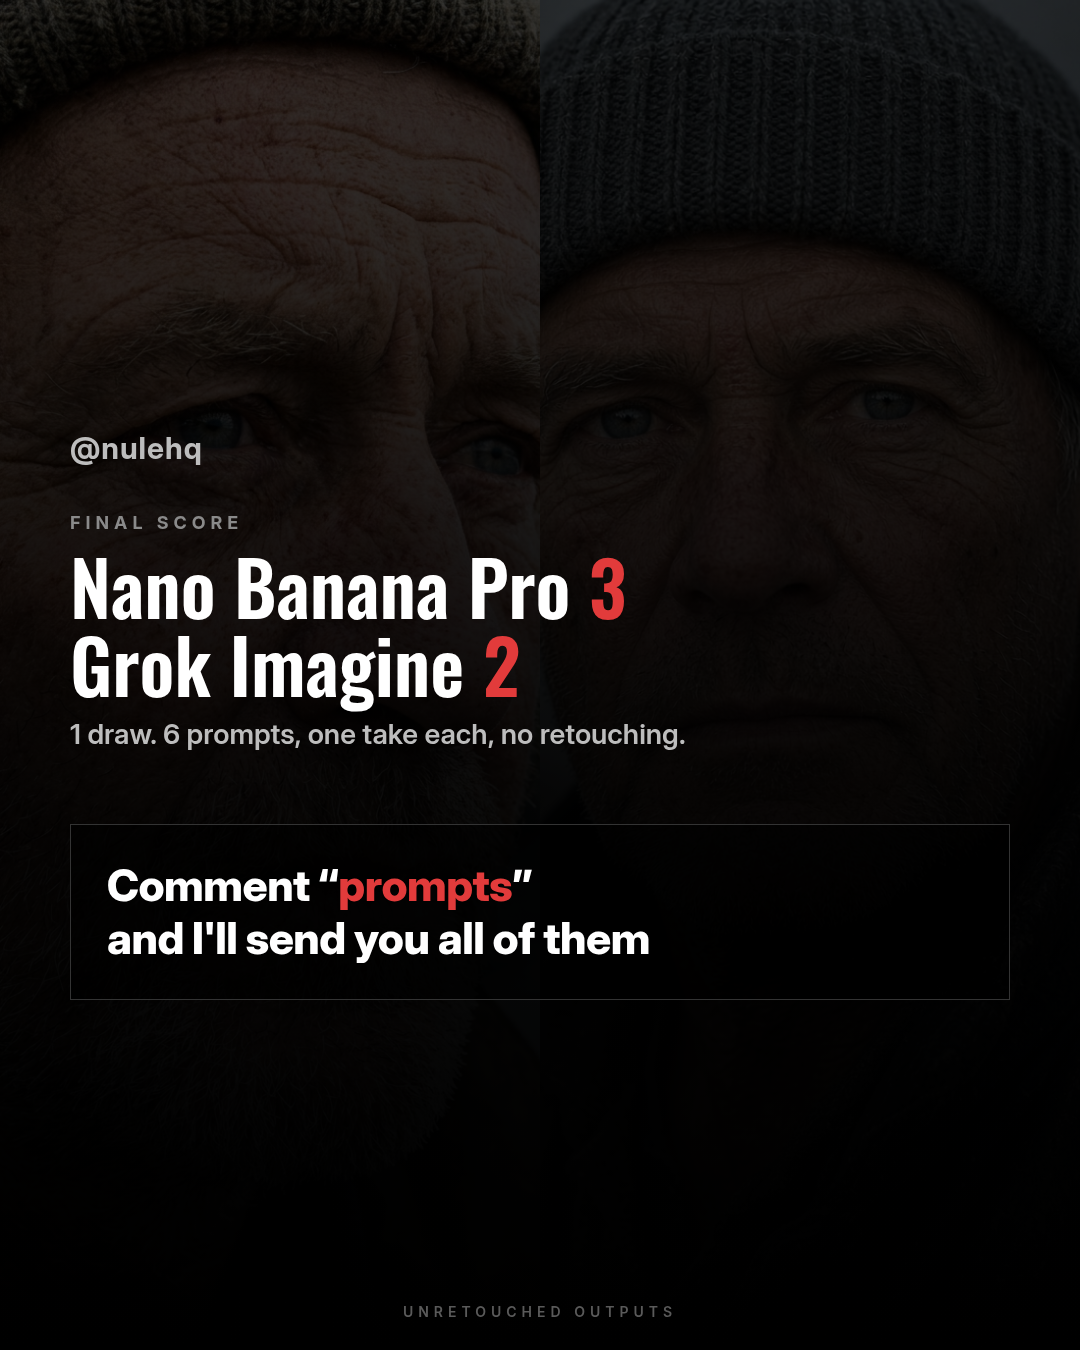 @nulehq
FINAL SCORE
Nano Banana Pro 3
Grok Imagine 2
1 draw. 6 prompts, one take each, no retouching.
Comment “prompts”
and I'll send you all of them
UNRETOUCHED OUTPUTS